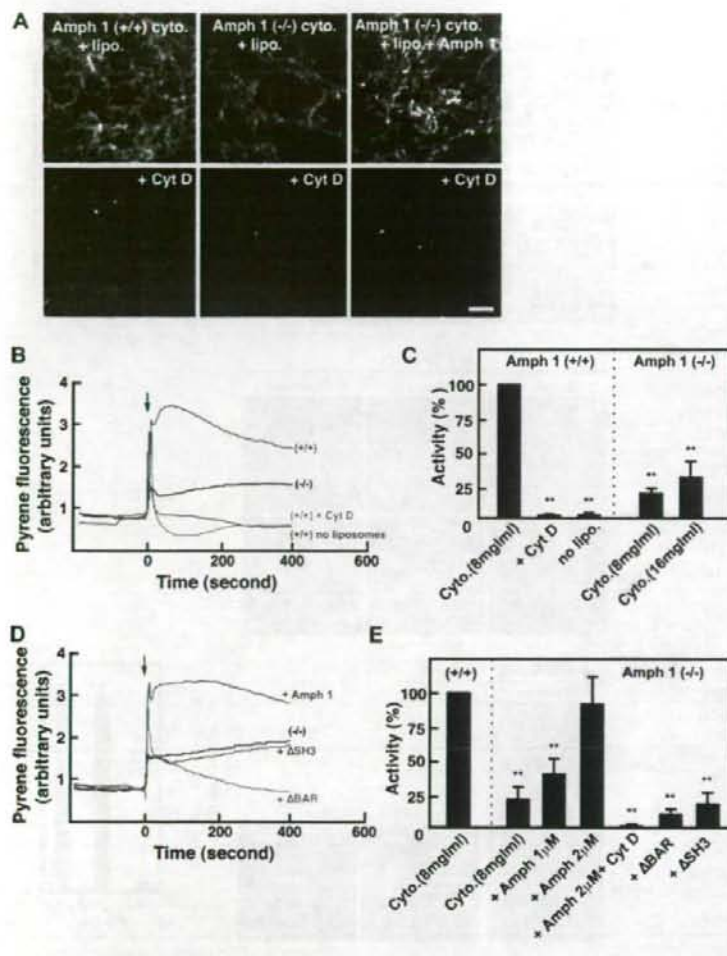 A
Amph 1 (+/+) cyto.
+ lipo.
Amph 1 (-/-) cyto.
+ lipo.
Amph 1 (-/-) cyto.
+ lipo.+ Amph 1
+ Cyt D
+ Cyt D
+ Cyt D
B
Pyrene fluorescence
(arbitrary units)
4
3
2
1
(+/+)
(-/-)
(+/+) + Cyt D
(+/+) no liposomes
0
200
400
600
Time (second)
C
Amph 1 (+/+)
Amph 1 (-/-)
Activity (%)
100
75
50
25
**
**
**
**
Cyto.(8mg/ml)
+ Cyt D
no lipo.
Cyto.(8mg/ml)
Cyto.(16mg/ml)
D
Pyrene fluorescence
(arbitrary units)
4
3
2
1
+ Amph 1
(-/-)
+ ΔSH3
+ ΔBAR
0
200
400
600
Time (second)
E
(+/+)
Amph 1 (-/-)
Activity (%)
100
75
50
25
**
**
**
**
**
Cyto.(8mg/ml)
Cyto.(8mg/ml)
+ Amph 1μM
+ Amph 2μM
+ Amph 2μM+ Cyt D
+ ΔBAR
+ ΔSH3